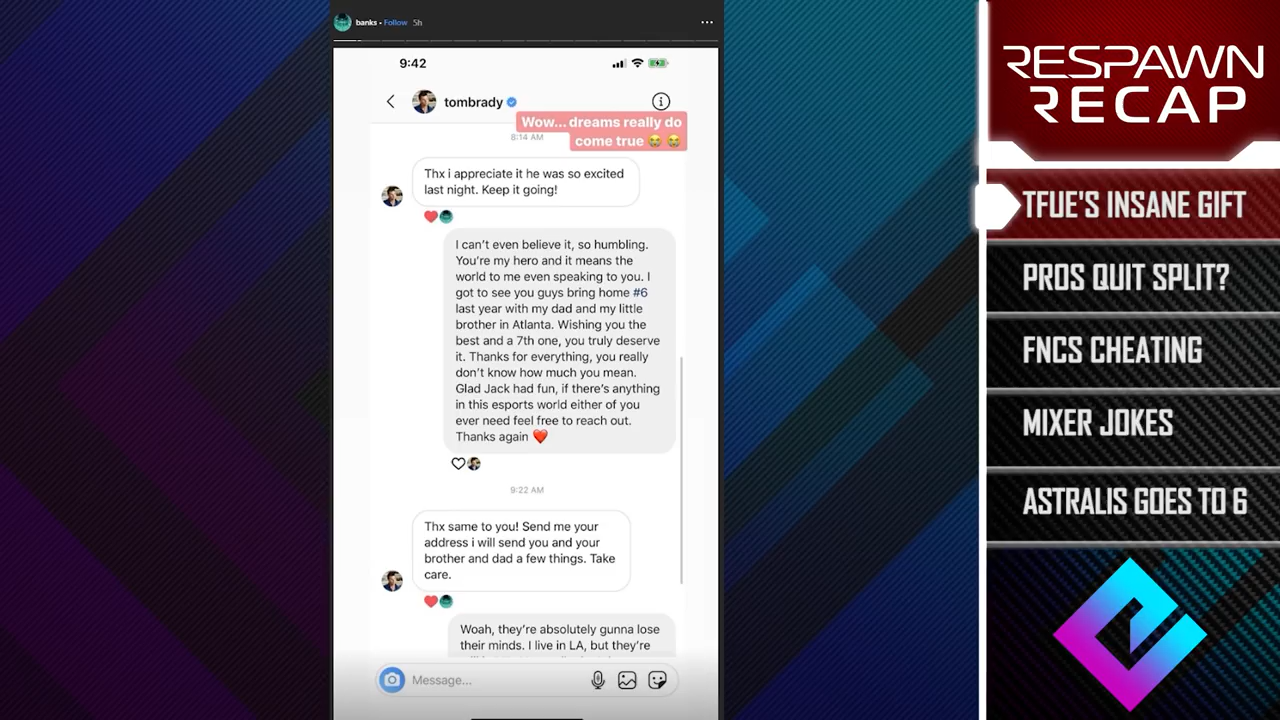 banks • Follow 5h
9:42
tombrady
Wow... dreams really do
come true 😭 😭
8:14 AM
Thx i appreciate it he was so excited
last night. Keep it going!
I can't even believe it, so humbling.
You're my hero and it means the
world to me even speaking to you. I
got to see you guys bring home #6
last year with my dad and my little
brother in Atlanta. Wishing you the
best and a 7th one, you truly deserve
it. Thanks for everything, you really
don't know how much you mean.
Glad Jack had fun, if there's anything
in this esports world either of you
ever need feel free to reach out.
Thanks again ❤️
9:22 AM
Thx same to you! Send me your
address i will send you and your
brother and dad a few things. Take
care.
Woah, they're absolutely gunna lose
their minds. I live in LA, but they're
Message...
RESPAWN
RECAP
TFUE'S INSANE GIFT
PROS QUIT SPLIT?
FNCS CHEATING
MIXER JOKES
ASTRALIS GOES TO 6